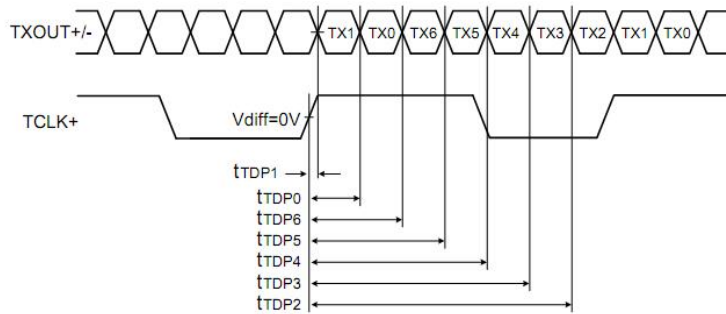 TXOUT+/- TX1 TX0 TX6 TX5 TX4 TX3 TX2 TX1 TX0
TCLK+ Vdiff=0V
tTDP1
tTDP0
tTDP6
tTDP5
tTDP4
tTDP3
tTDP2